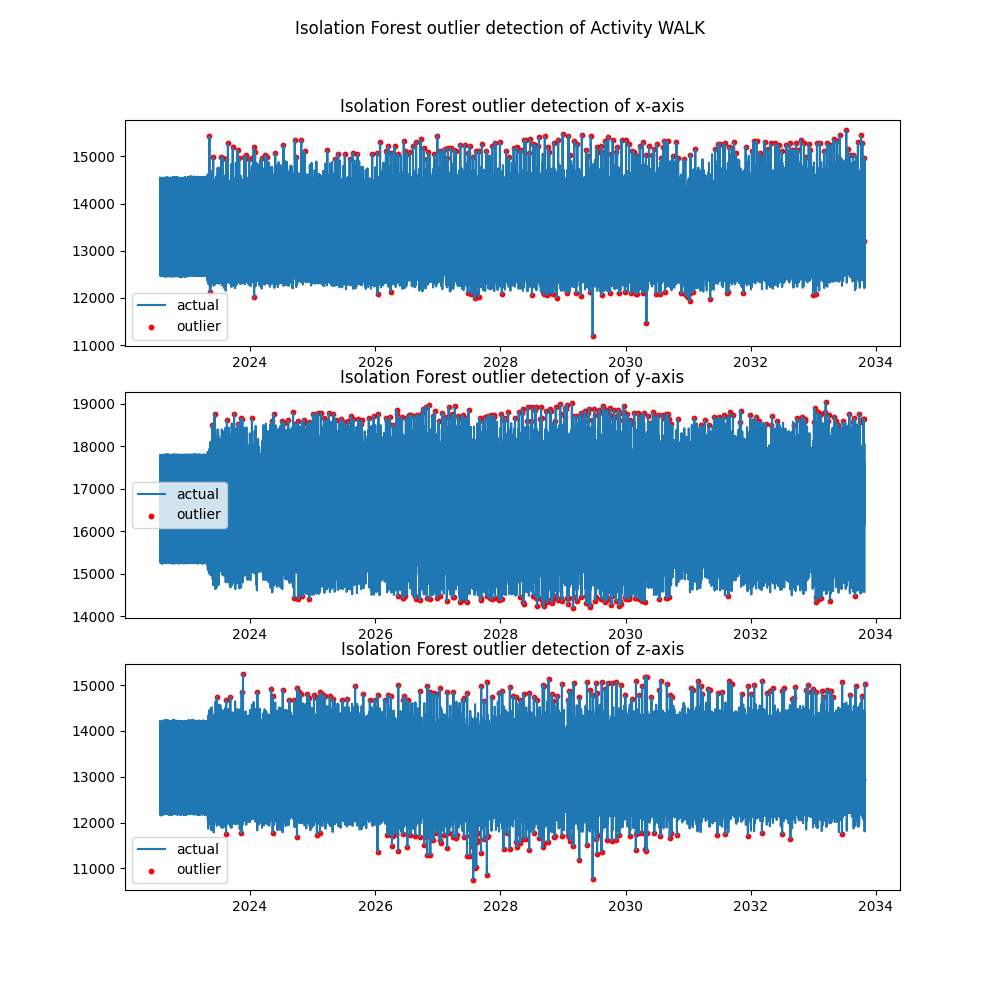 Isolation Forest outlier detection of Activity WALK
Isolation Forest outlier detection of x-axis
15000
14000
13000
12000
11000
actual
outlier
2024 2026 2028 2030 2032 2034
Isolation Forest outlier detection of y-axis
19000
18000
17000
16000
15000
14000
actual
outlier
2024 2026 2028 2030 2032 2034
Isolation Forest outlier detection of z-axis
15000
14000
13000
12000
11000
actual
outlier
2024 2026 2028 2030 2032 2034